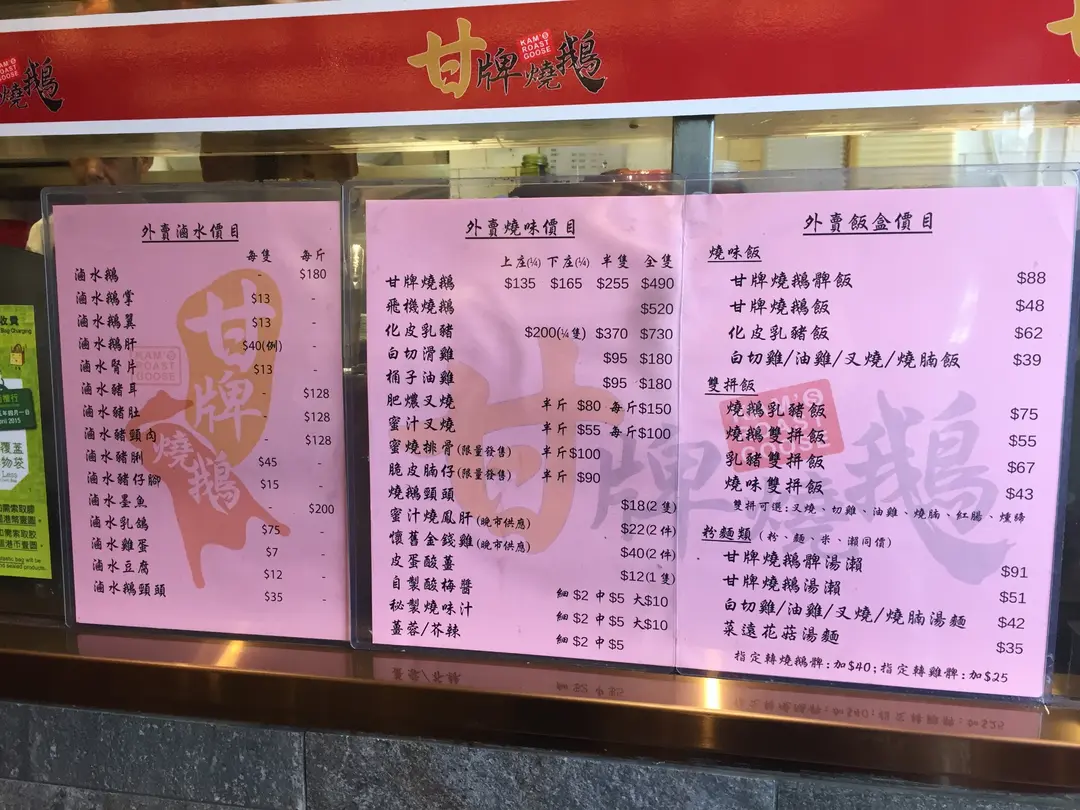 甘牌燒鵝
KAM'S
ROAST
GOOSE
外賣滷水價目
每隻 每斤
滷水鵝 - $180
滷水鵝掌 $13 -
滷水鵝翼 $13 -
滷水鵝肝 $40(例) -
滷水腎片 $13 -
滷水豬耳 - $128
滷水豬肚 - $128
滷水豬頸肉 - $128
滷水豬脷 $45 -
滷水豬仔腳 $15 -
滷水墨魚 - $200
滷水乳鴿 $75 -
滷水雞蛋 $7 -
滷水豆腐 $12 -
滷水鵝頸頭 $35 -
外賣燒味價目
上庄(¼) 下庄(¼) 半隻 全隻
甘牌燒鵝 $135 $165 $255 $490
飛機燒鵝 $520
化皮乳豬 $200(¼隻) $370 $730
白切滑雞 $95 $180
桶子油雞 $95 $180
肥燶叉燒 半斤 $80 每斤$150
蜜汁叉燒 半斤 $55 每斤$100
蜜燒排骨(限量發售) 半斤 $100
脆皮腩仔(限量發售) 半斤 $90
燒鵝頸頭 $18(2隻)
蜜汁燒鳳肝(晚市供應) $22(2件)
懷舊金錢雞(晚市供應) $40(2件)
皮蛋酸薑 $12(1隻)
自製酸梅醬 細 $2 中 $5 大$10
秘製燒味汁 細 $2 中 $5 大$10
薑蓉/芥辣 細 $2 中 $5
外賣飯盒價目
燒味飯
甘牌燒鵝髀飯 $88
甘牌燒鵝飯 $48
化皮乳豬飯 $62
白切雞/油雞/叉燒/燒腩飯 $39
雙拼飯
燒鵝乳豬飯 $75
燒鵝雙拼飯 $55
乳豬雙拼飯 $67
燒味雙拼飯 $43
雙拼可選:叉燒、切雞、油雞、燒腩、紅腸、燻蹄
粉麵類 (粉、麵、米、瀨同價)
甘牌燒鵝髀湯瀨 $91
甘牌燒鵝湯瀨 $51
白切雞/油雞/叉燒/燒腩湯麵 $42
菜遠花菇湯麵 $35
指定轉燒鵝髀:加$40;指定轉雞髀:加$25